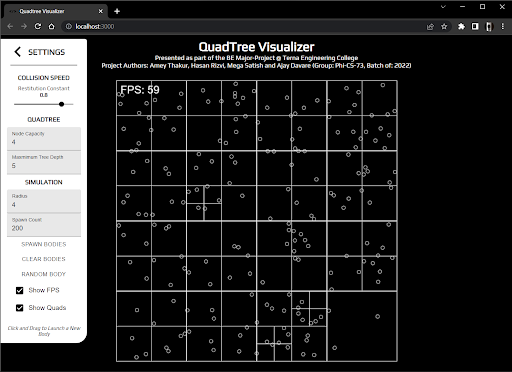 Quadtree Visualizer
localhost:3000
SETTINGS
COLLISION SPEED
Restitution Constant
0.8
QUADTREE
Node Capacity
4
Maximum Tree Depth
5
SIMULATION
Radius
4
Spawn Count
200
SPAWN BODIES
CLEAR BODIES
RANDOM BODY
Show FPS
Show Quads
Click and Drag to Launch a New
Body
QuadTree Visualizer
Presented as part of the BE Major-Project @ Terna Engineering College
Project Authors: Amey Thakur, Hasan Rizvi, Mega Satish and Ajay Davare (Group: Phi-CS-73, Batch of: 2022)
FPS: 59